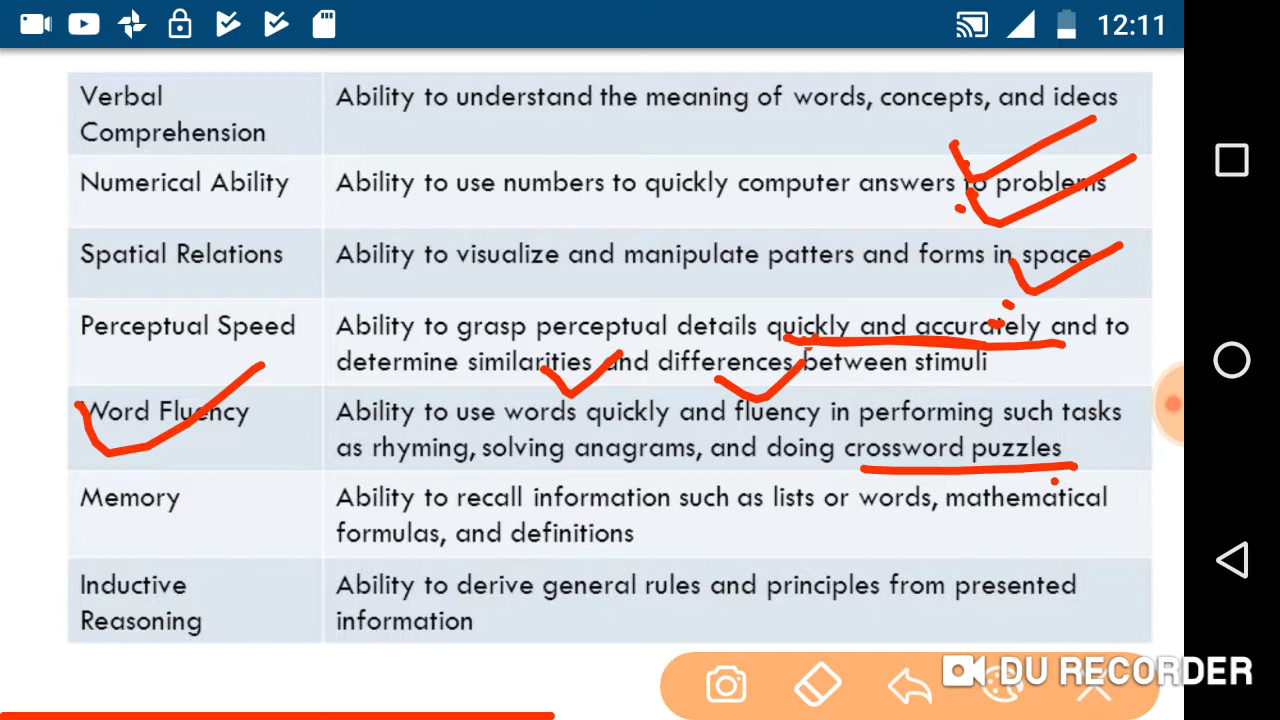 12:11
Verbal
Comprehension
Ability to understand the meaning of words, concepts, and ideas
Numerical Ability
Ability to use numbers to quickly computer answers to problems
Spatial Relations
Ability to visualize and manipulate patters and forms in space
Perceptual Speed
Ability to grasp perceptual details quickly and accurately and to
determine similarities and differences between stimuli
Word Fluency
Ability to use words quickly and fluency in performing such tasks
as rhyming, solving anagrams, and doing crossword puzzles
Memory
Ability to recall information such as lists or words, mathematical
formulas, and definitions
Inductive
Reasoning
Ability to derive general rules and principles from presented
information
DU RECORDER